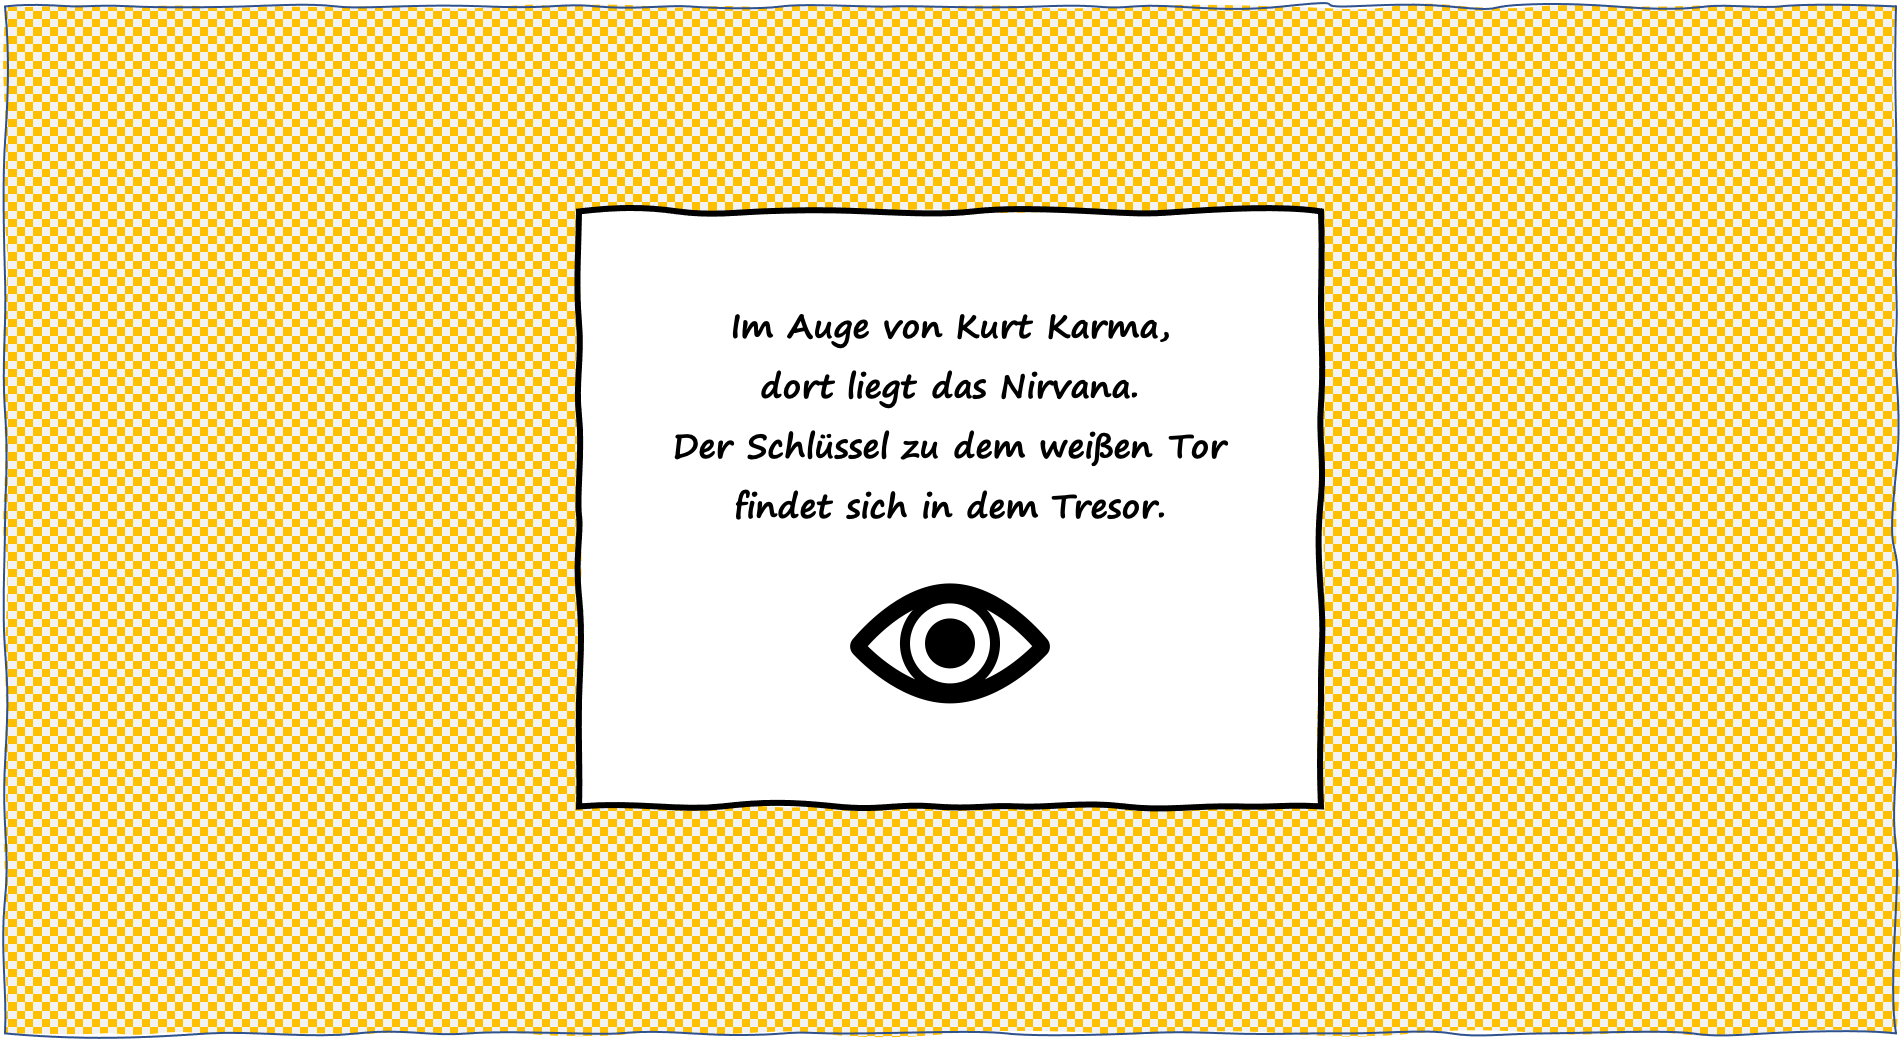 Im Auge von Kurt Karma,
dort liegt das Nirvana.
Der Schlüssel zu dem weißen Tor
findet sich in dem Tresor.